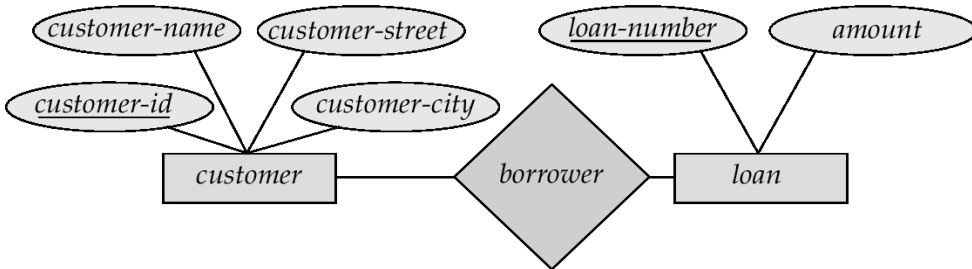 customer-name
customer-street
loan-number
amount
customer-id
customer-city
customer
borrower
loan